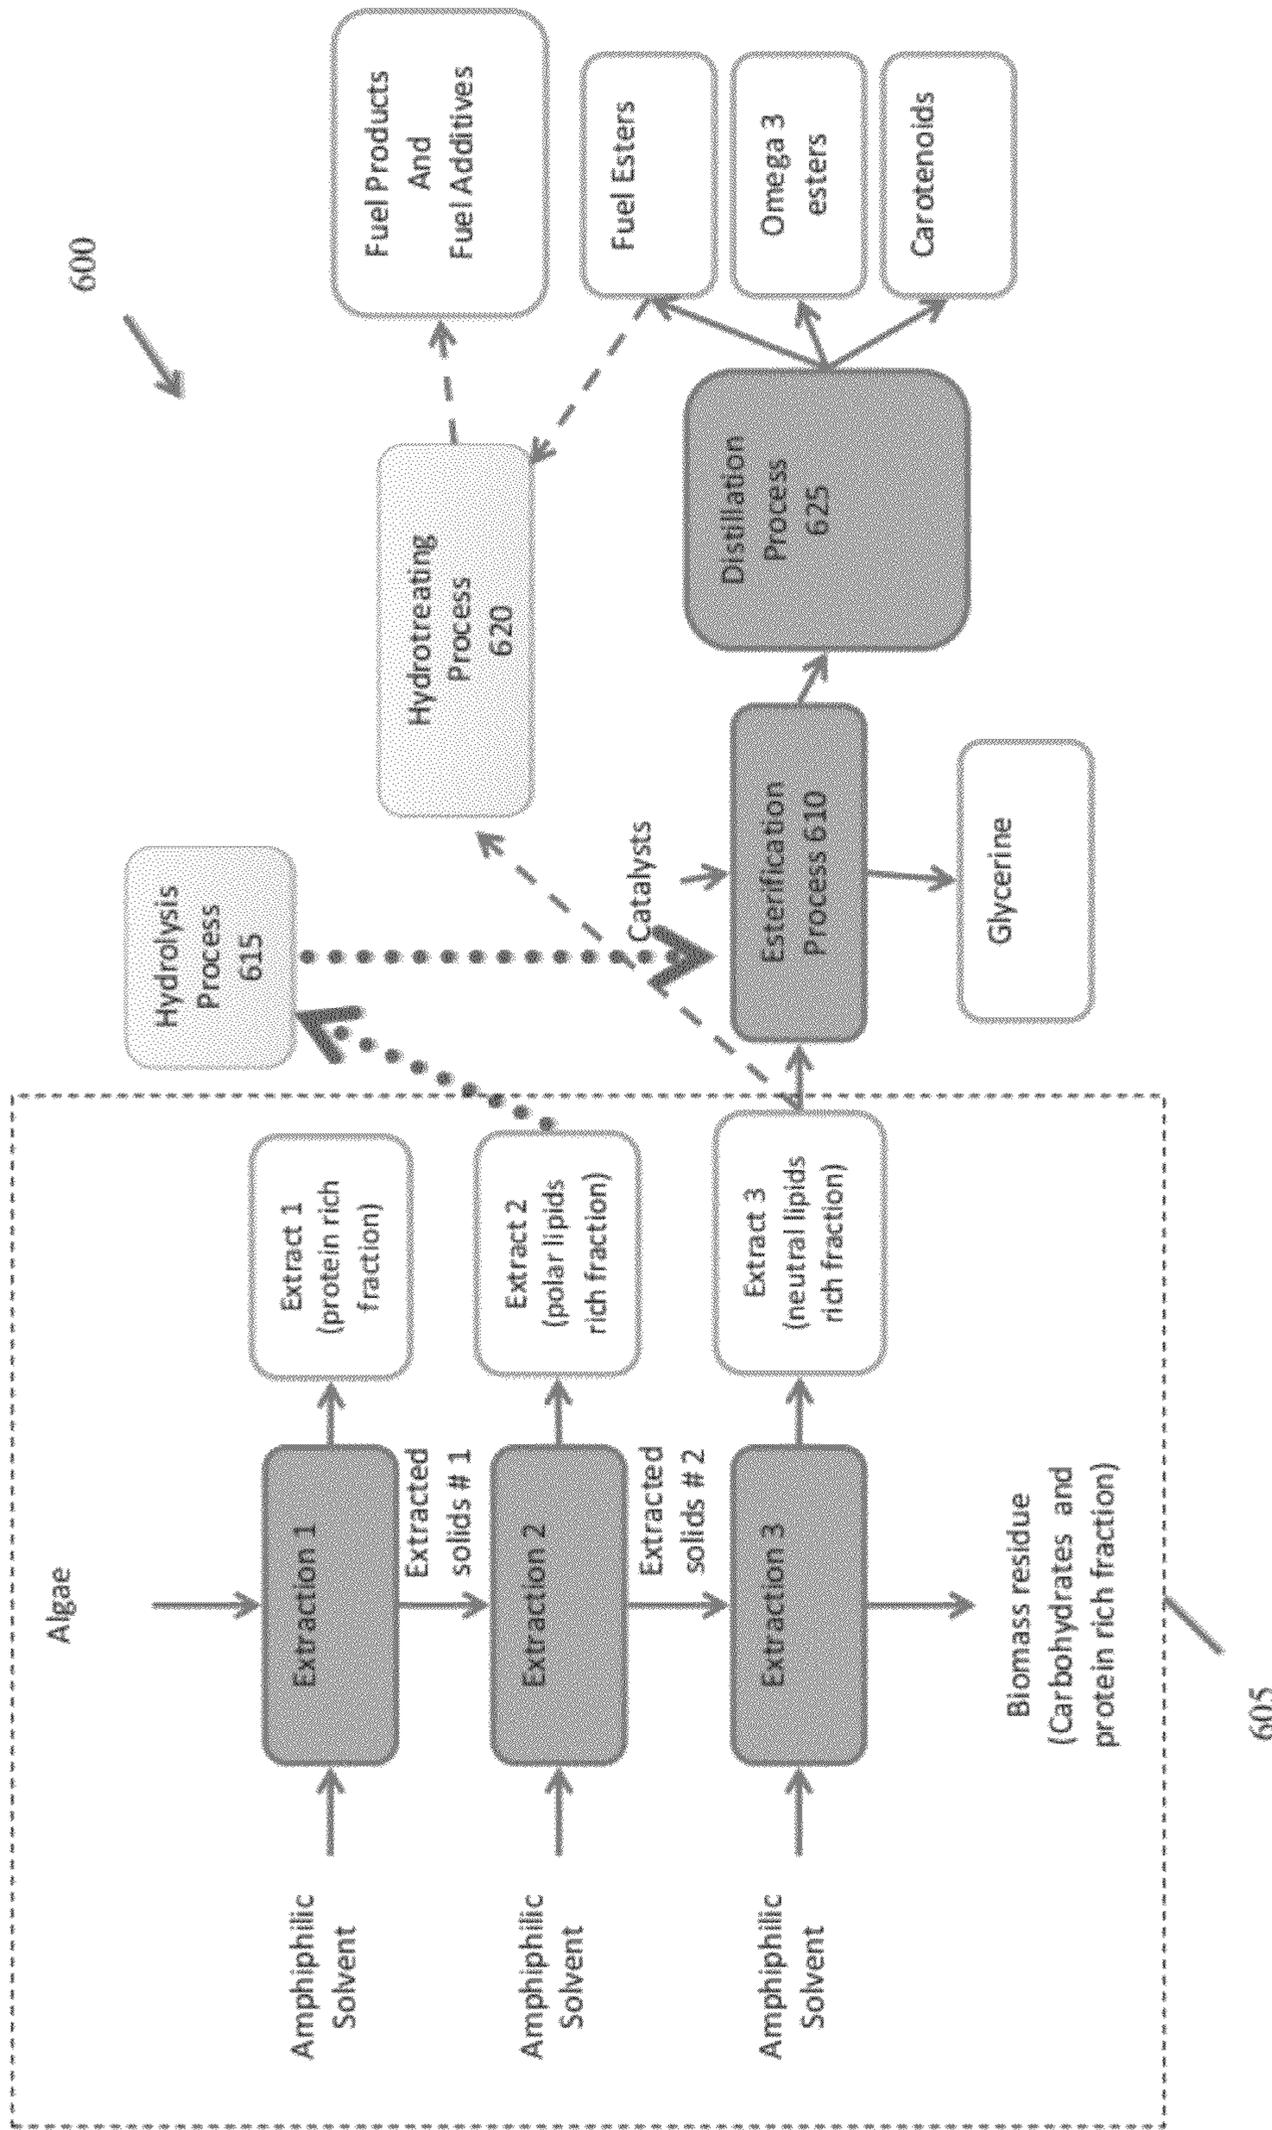 600
Algae
Amphiphilic
Solvent
Extraction 1
Extract 1
(protein rich
fraction)
Extracted
solids # 1
Amphiphilic
Solvent
Extraction 2
Extract 2
(polar lipids
rich fraction)
Extracted
solids # 2
Amphiphilic
Solvent
Extraction 3
Extract 3
(neutral lipids
rich fraction)
Biomass residue
(Carbohydrates and
protein rich fraction)
605
Hydrolysis
Process
615
Catalysts
Esterification
Process 610
Glycerine
Hydrotreating
Process
620
Distillation
Process
625
Fuel Products
And
Fuel Additives
Fuel Esters
Omega 3
esters
Carotenoids